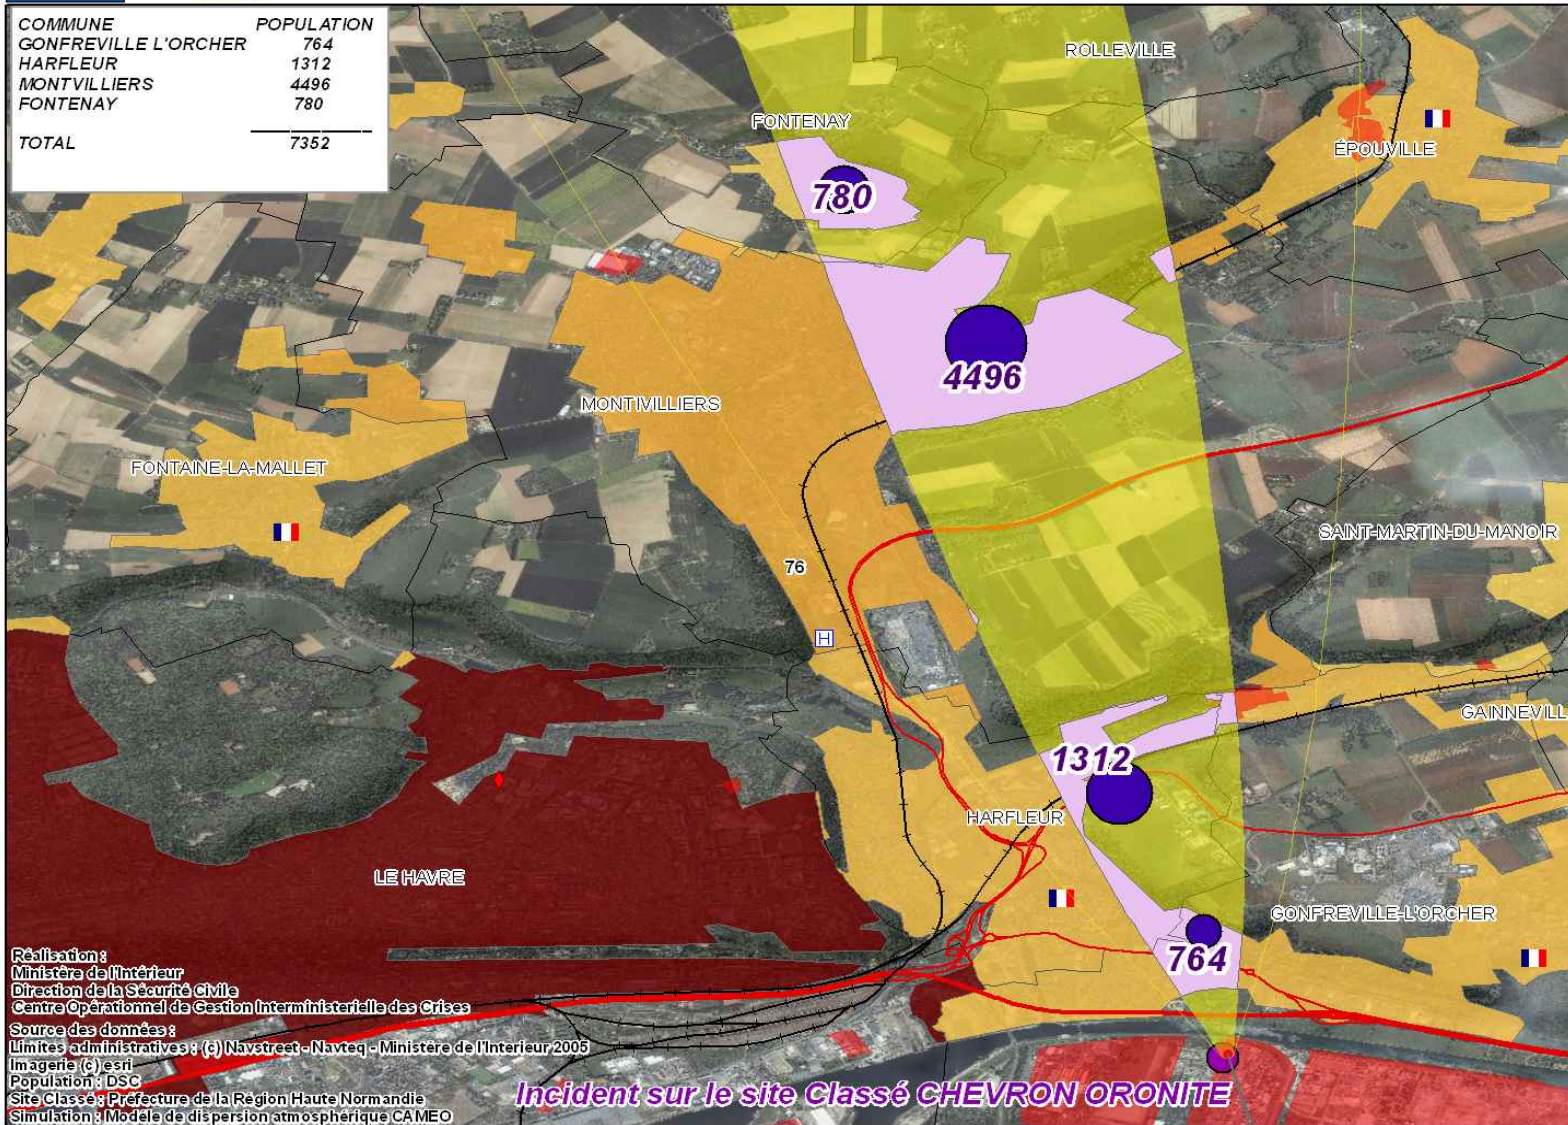 COMMUNE POPULATION
GONFREVILLE L'ORCHER 764
HARFLEUR 1312
MONTVILLIERS 4496
FONTENAY 780
TOTAL 7352
ROLLEVILLE
FONTENAY
ÉPOUVILLE
780
4496
MONTIVILLIERS
FONTAINE-LA-MALLET
SAINT-MARTIN-DU-MANOIR
76
H
GAINNEVILL
1312
HARFLEUR
LE HAVRE
GONFREVILLE-L'ORCHER
764
Réalisation :
Ministère de l'Intérieur
Direction de la Sécurité Civile
Centre Opérationnel de Gestion Interministerielle des Crises
Source des données :
Limites administratives : (c) Navstreet - Navteq - Ministère de l'Interieur 2005
Imagerie (c) esri
Population : DSC
Site Classé : Préfecture de la Région Haute Normandie
Simulation : Modèle de dispersion atmosphérique CAMEO
Incident sur le site Classé CHEVRON ORONITE